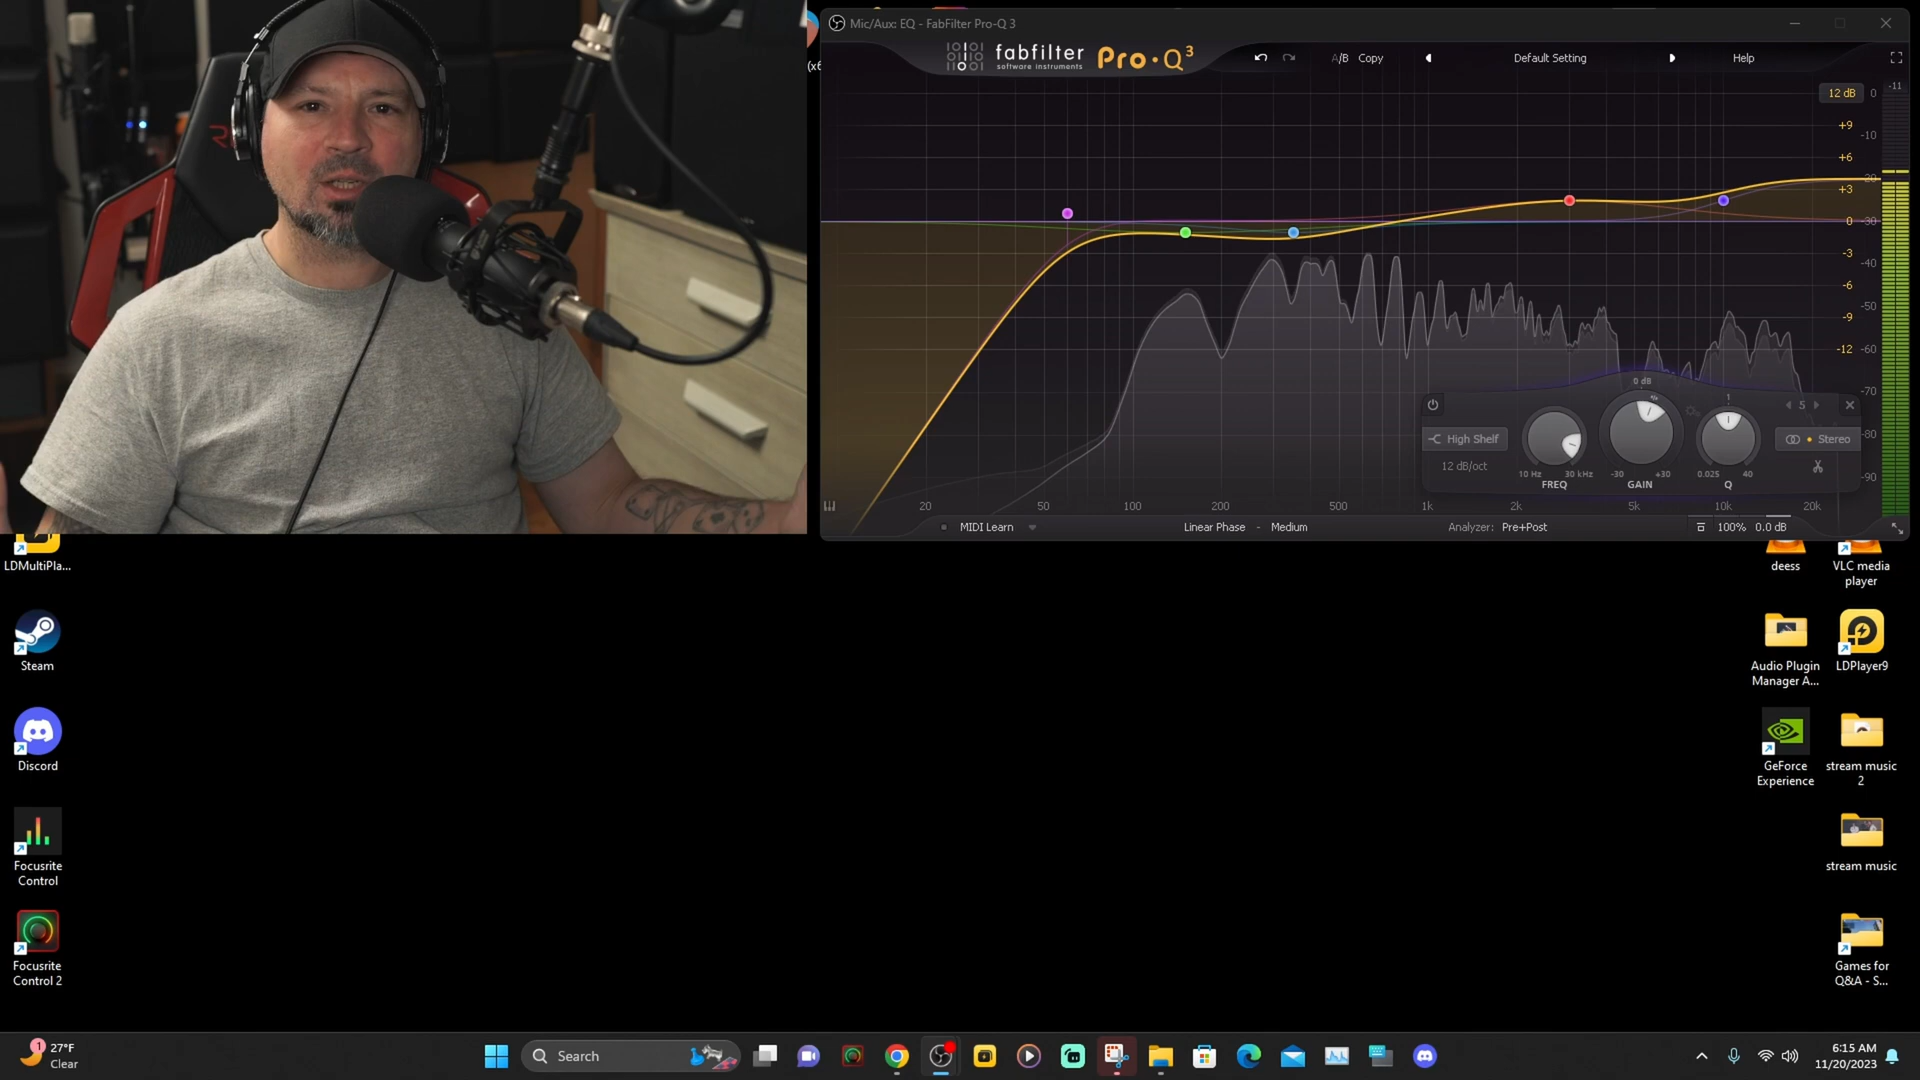 Mic/Aux: EQ - FabFilter Pro-Q 3
(x6
fabfilter
software instruments
Pro·Q3
A/B Copy
Default Setting
Help
12 dB
0
-11
+9
-10
+6
+3
-20
0
-30
-3
-40
-6
-50
-9
-12
-60
-70
-80
-90
0 dB
1
5
High Shelf
12 dB/oct
10 Hz
30 kHz
FREQ
-30
+30
GAIN
0.025
40
Q
Stereo
20
50
100
200
500
1k
2k
5k
10k
20k
MIDI Learn
Linear Phase - Medium
Analyzer: Pre+Post
100%
0.0 dB
LDMultiPla...
Steam
Discord
Focusrite
Control
Focusrite
Control 2
deess
VLC media
player
Audio Plugin
Manager A...
LDPlayer9
GeForce
Experience
stream music
2
stream music
Games for
Q&A - S...
1
27°F
Clear
Search
6:15 AM
11/20/2023